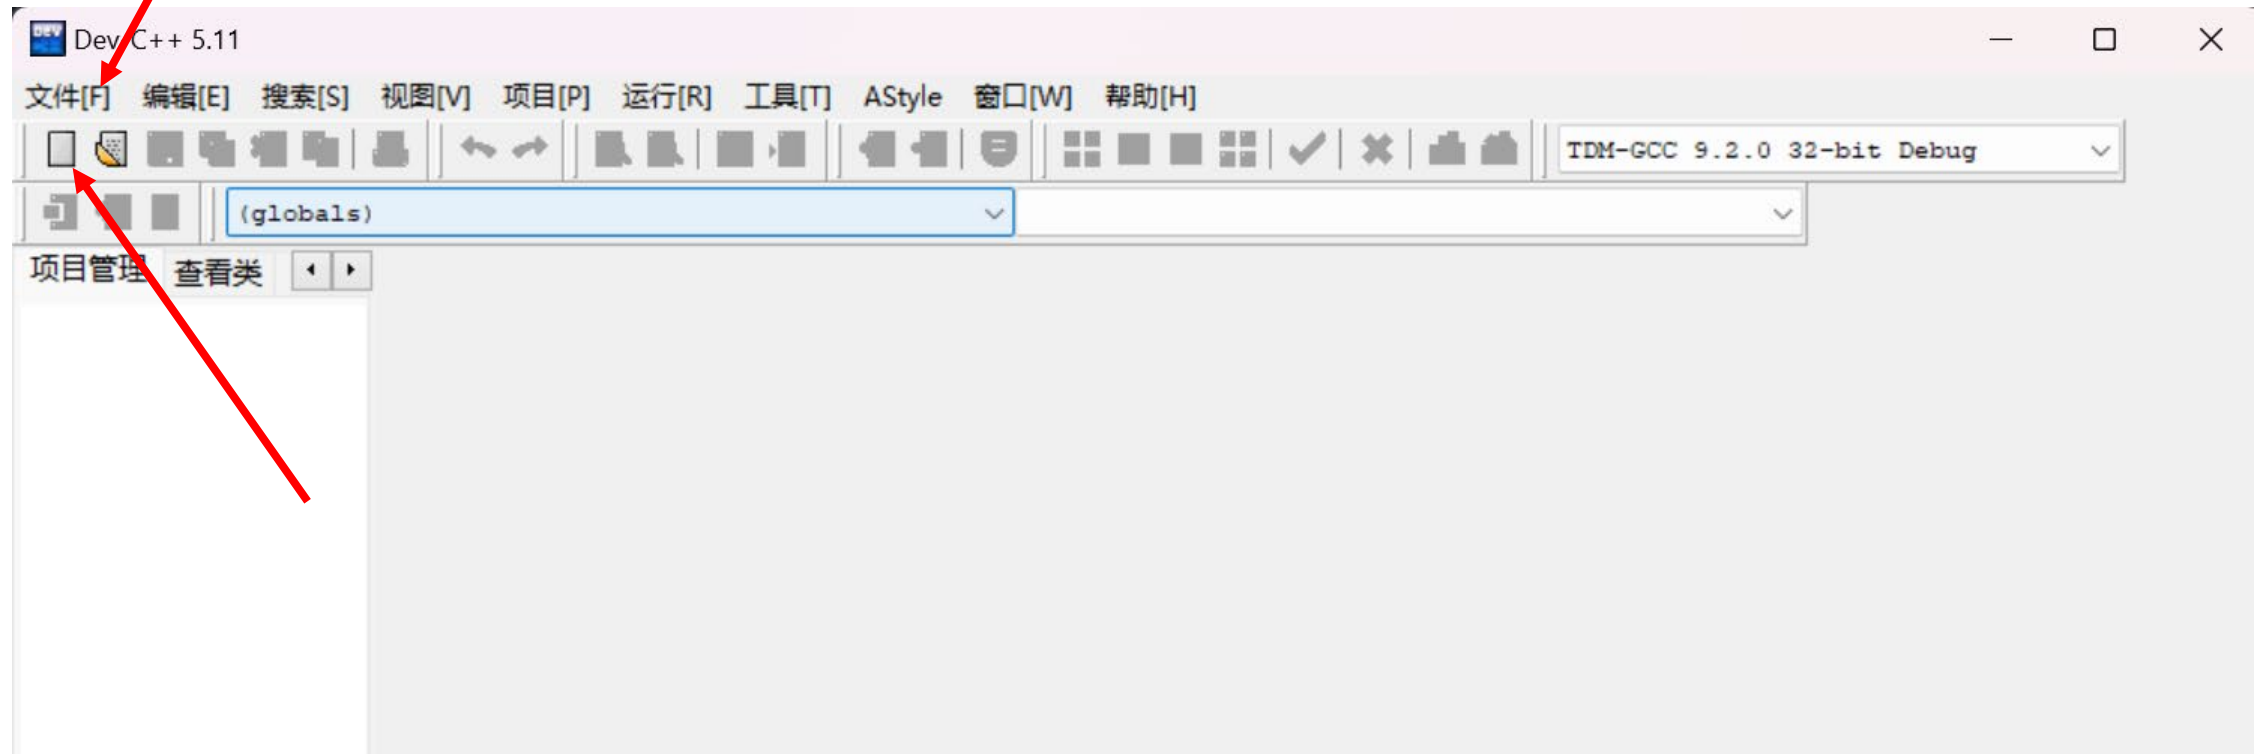 Dev-C++ 5.11
文件[F] 编辑[E] 搜索[S] 视图[V] 项目[P] 运行[R] 工具[T] AStyle 窗口[W] 帮助[H]
TDM-GCC 9.2.0 32-bit Debug
(globals)
项目管理 查看类